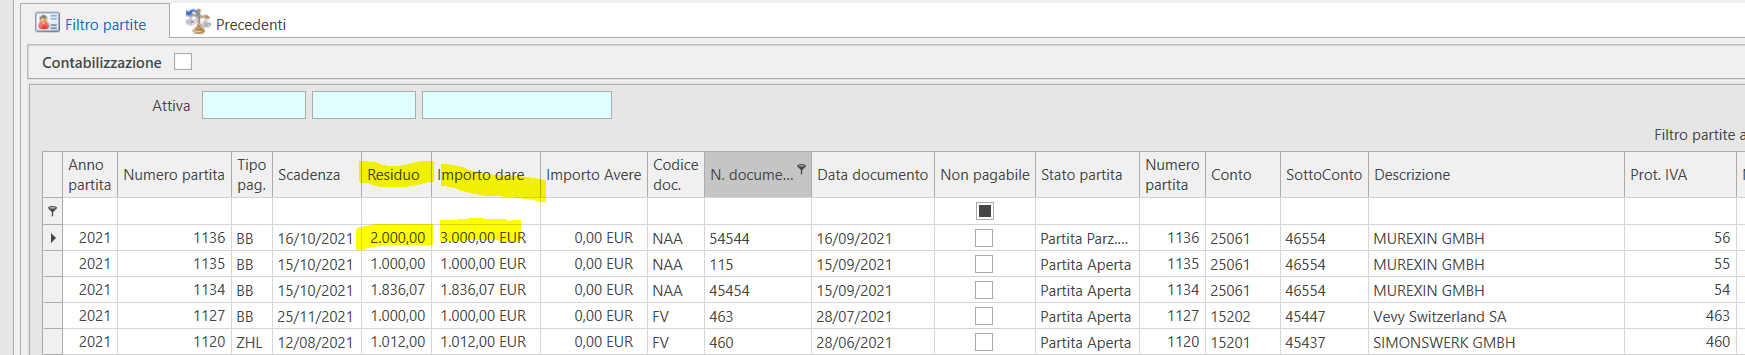 Filtro partite Precedenti
Contabilizzazione
Attiva
Filtro partite a
Anno partita Numero partita Tipo pag. Scadenza Residuo Importo dare Importo Avere Codice doc. N. docume... Data documento Non pagabile Stato partita Numero partita Conto SottoConto Descrizione Prot. IVA
2021 1136 BB 16/10/2021 2.000,00 3.000,00 EUR 0,00 EUR NAA 54544 16/09/2021 Partita Parz.... 1136 25061 46554 MUREXIN GMBH 56
2021 1135 BB 15/10/2021 1.000,00 1.000,00 EUR 0,00 EUR NAA 115 15/09/2021 Partita Aperta 1135 25061 46554 MUREXIN GMBH 55
2021 1134 BB 15/10/2021 1.836,07 1.836,07 EUR 0,00 EUR NAA 45454 15/09/2021 Partita Aperta 1134 25061 46554 MUREXIN GMBH 54
2021 1127 BB 25/11/2021 1.000,00 1.000,00 EUR 0,00 EUR FV 463 28/07/2021 Partita Aperta 1127 15202 45447 Vevy Switzerland SA 463
2021 1120 ZHL 12/08/2021 1.012,00 1.012,00 EUR 0,00 EUR FV 460 28/06/2021 Partita Aperta 1120 15201 45437 SIMONSWERK GMBH 460